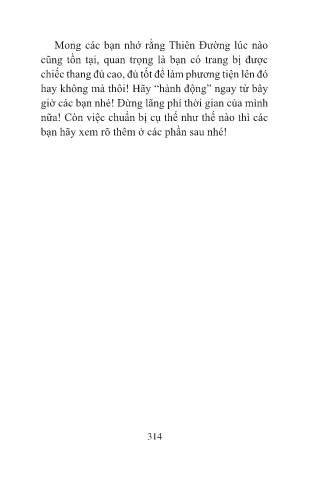 Mong các bạn nhớ rằng Thiên Đường lúc nào
cũng tồn tại, quan trọng là bạn có trang bị được
chiếc thang đủ cao, đủ tốt để làm phương tiện lên đó
hay không mà thôi! Hãy “hành động” ngay từ bây
giờ các bạn nhé! Đừng lãng phí thời gian của mình
nữa! Còn việc chuẩn bị cụ thể như thế nào thì các
bạn hãy xem rõ thêm ở các phần sau nhé!
314